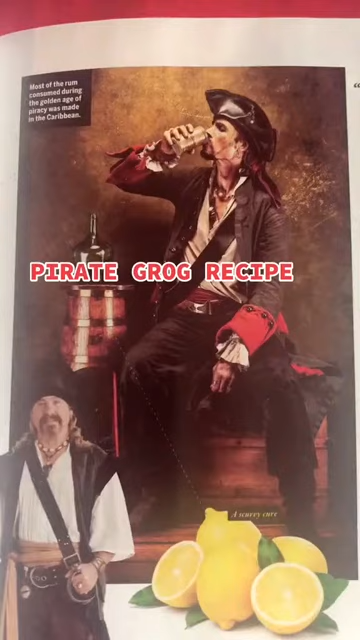 Most of the rum
consumed during
the golden age of
piracy was made
in the Caribbean.
“
PIRATE GROG RECIPE
A scurvy cure